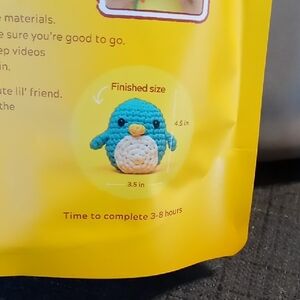 materials.
sure you're good to go.
ep videos
in.
ute lil' friend.
the
Finished size
4.5 in
3.5 in
Time to complete 3-8 hours